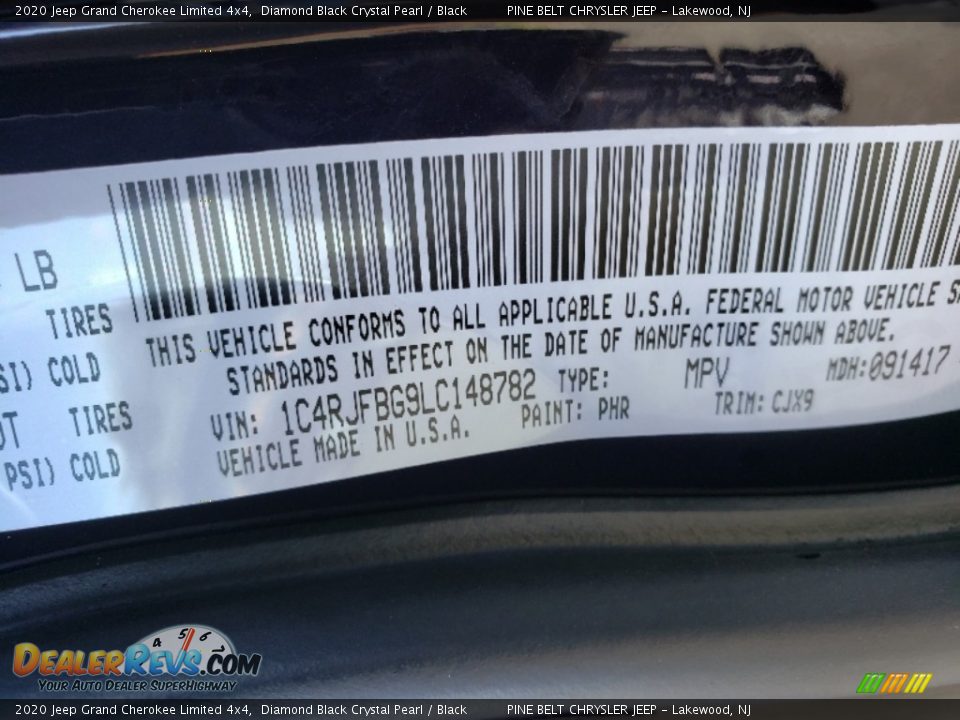 2020 Jeep Grand Cherokee Limited 4x4, Diamond Black Crystal Pearl / Black PINE BELT CHRYSLER JEEP - Lakewood, NJ
LB
TIRES
SI) COLD
TIRES
PSI) COLD
THIS VEHICLE CONFORMS TO ALL APPLICABLE U.S.A. FEDERAL MOTOR VEHICLE
STANDARDS IN EFFECT ON THE DATE OF MANUFACTURE SHOWN ABOVE.
VIN: 1C4RJFBG9LC148782 TYPE: MPV MDH:091417
VEHICLE MADE IN U.S.A. PAINT: PHR TRIM: CJX9
4 5 6
DealerRevs.com
Your Auto Dealer SuperHighway
2020 Jeep Grand Cherokee Limited 4x4, Diamond Black Crystal Pearl / Black PINE BELT CHRYSLER JEEP - Lakewood, NJ